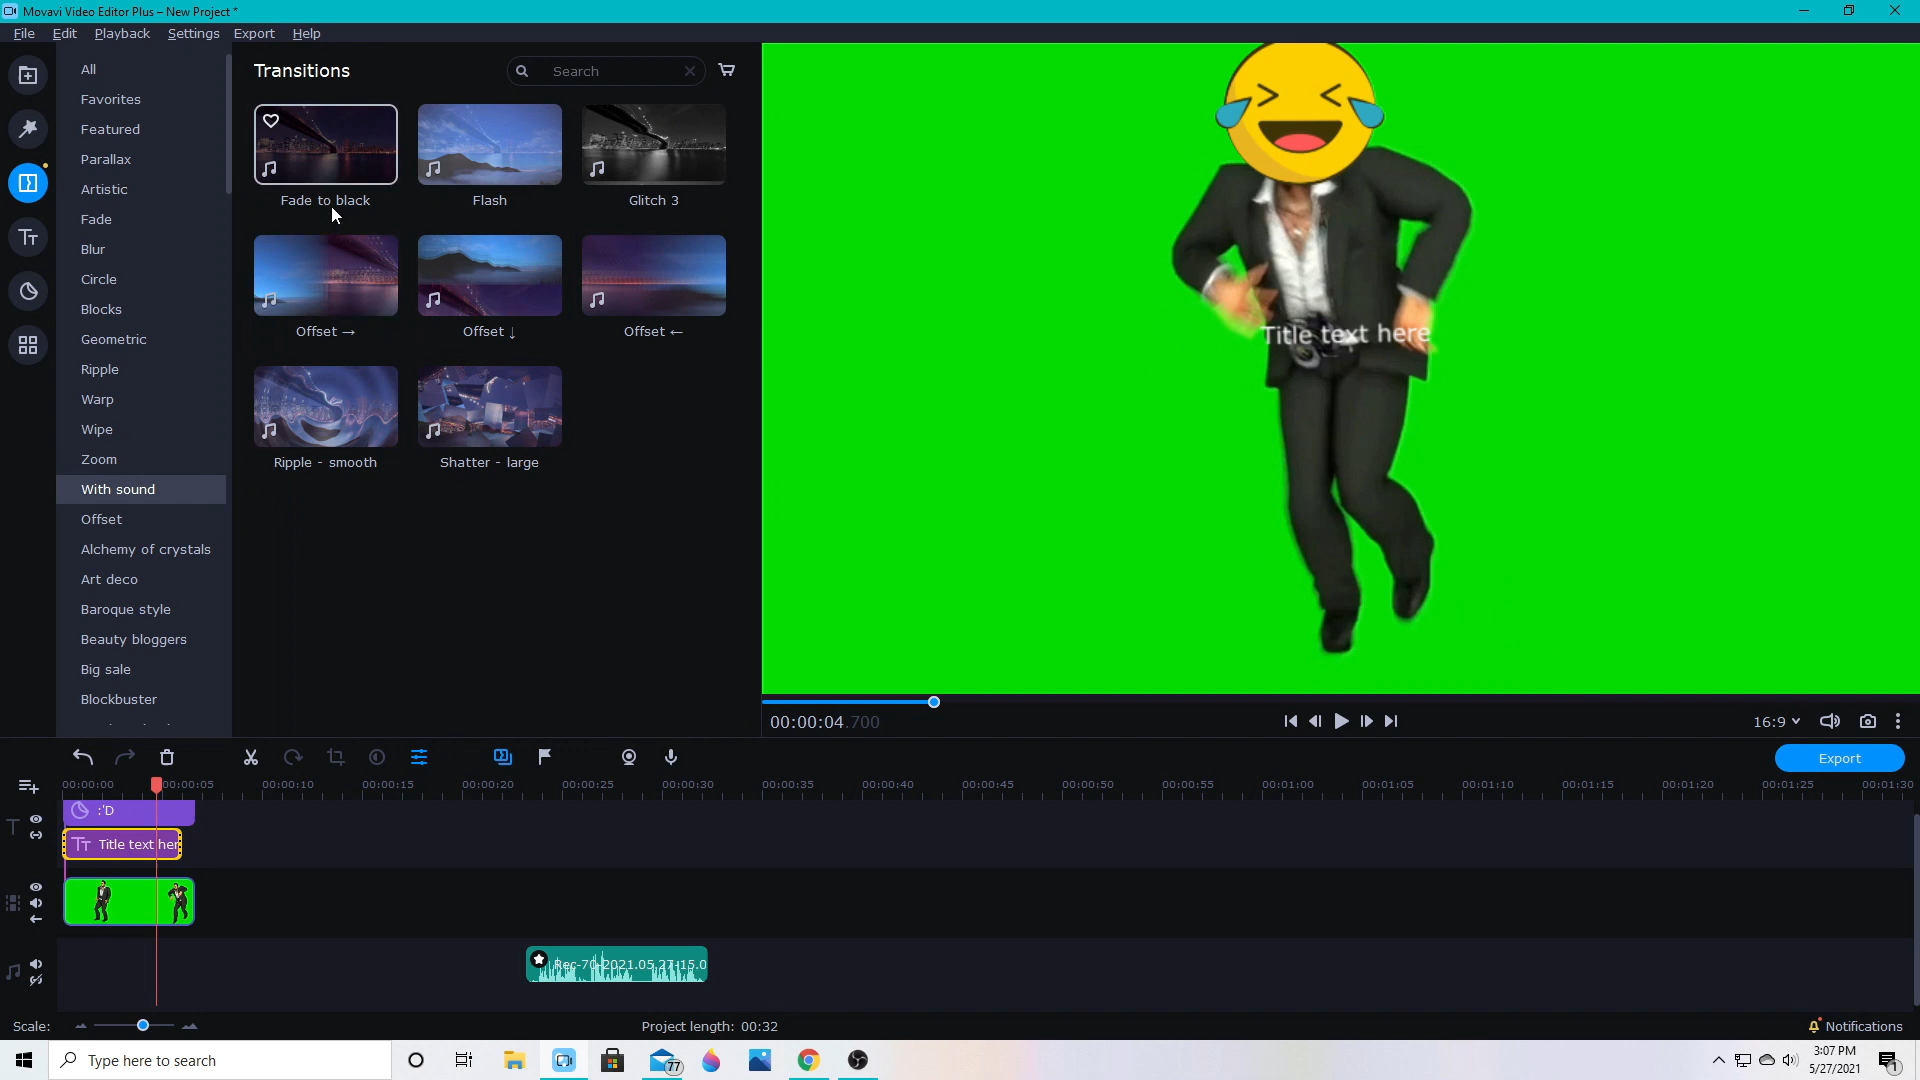 Movavi Video Editor Plus – New Project *
File Edit Playback Settings Export Help
All
Favorites
Featured
Parallax
Artistic
Fade
Blur
Circle
Blocks
Geometric
Ripple
Warp
Wipe
Zoom
With sound
Offset
Alchemy of crystals
Art deco
Baroque style
Beauty bloggers
Big sale
Blockbuster
Transitions
Search
Fade to black
Flash
Glitch 3
Offset →
Offset ↓
Offset ←
Ripple - smooth
Shatter - large
Title text here
00:00:04.700
16:9
Export
00:00:00 00:00:05 00:00:10 00:00:15 00:00:20 00:00:25 00:00:30 00:00:35 00:00:40 00:00:45 00:00:50 00:00:55 00:01:00 00:01:05 00:01:10 00:01:15 00:01:20 00:01:25 00:01:30
:'D
Title text her
Rec-70-2021.05.27-15.0
Scale:
Project length: 00:32
Notifications
Type here to search
77
3:07 PM
5/27/2021
1